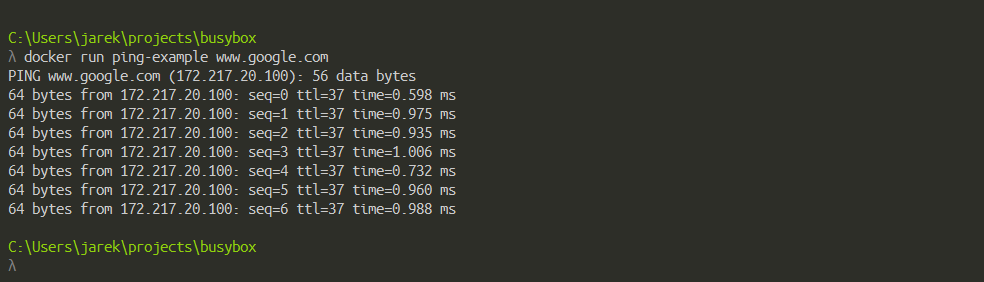 C:\Users\jarek\projects\busybox
λ docker run ping-example www.google.com
PING www.google.com (172.217.20.100): 56 data bytes
64 bytes from 172.217.20.100: seq=0 ttl=37 time=0.598 ms
64 bytes from 172.217.20.100: seq=1 ttl=37 time=0.975 ms
64 bytes from 172.217.20.100: seq=2 ttl=37 time=0.935 ms
64 bytes from 172.217.20.100: seq=3 ttl=37 time=1.006 ms
64 bytes from 172.217.20.100: seq=4 ttl=37 time=0.732 ms
64 bytes from 172.217.20.100: seq=5 ttl=37 time=0.960 ms
64 bytes from 172.217.20.100: seq=6 ttl=37 time=0.988 ms
C:\Users\jarek\projects\busybox
λ